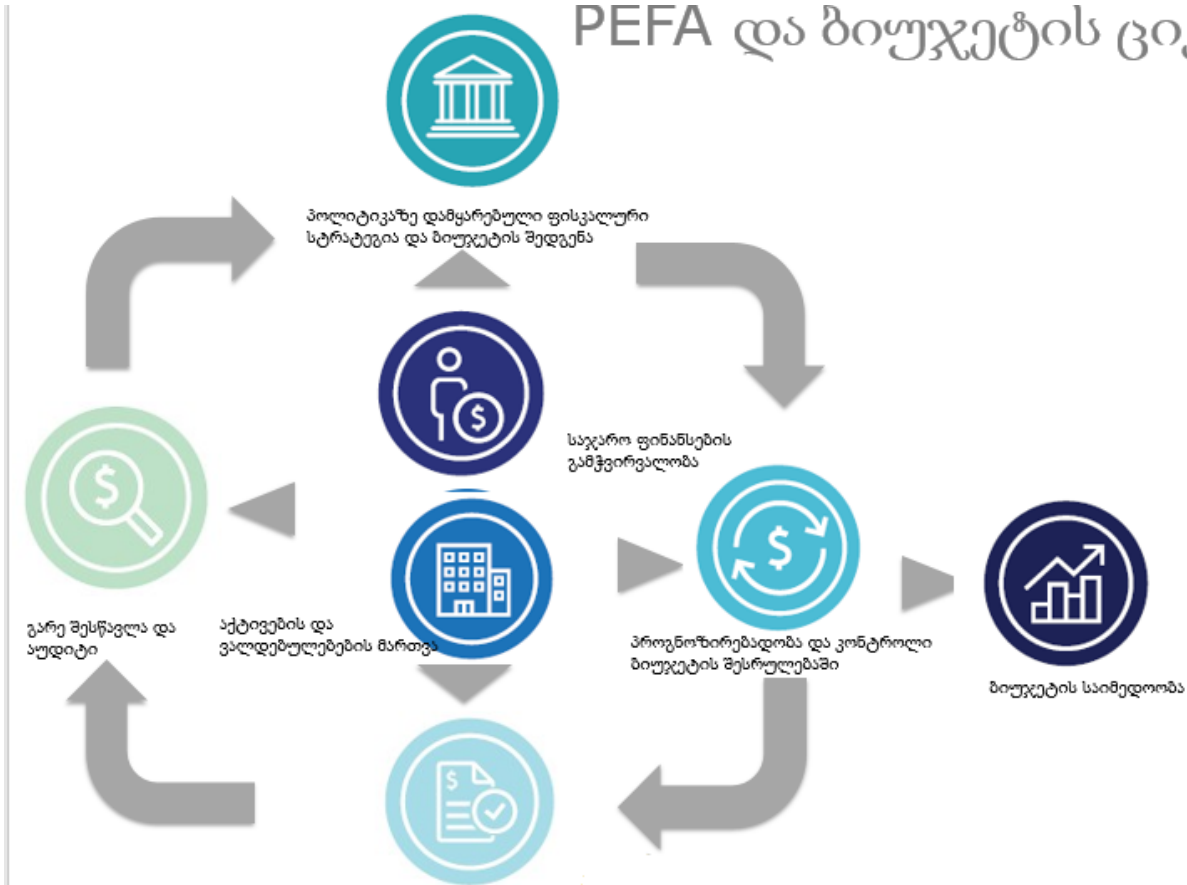 PEFA და ბიუჯეტის
პოლიტიკაზე დამყარებული ფისკალური
სტრატეგია და ბიუჯეტის შედგენა
საჯარო ფინანსების
გამჭვირვალობა
გარე შესწავლა და
აუდიტი
აქტივების და
ვალდებულებების მართვა
პროგნოზირებადობა და კონტროლი
ბიუჯეტის შესრულებაში
ბიუჯეტის საიმედოობა